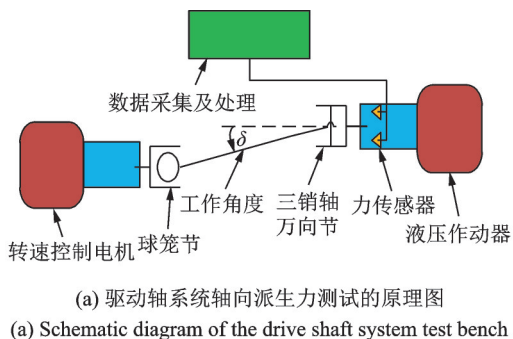 数据采集及处理
δ
工作角度
三销轴
万向节
力传感器
液压作动器
球笼节
转速控制电机
(a) 驱动轴系统轴向派生力测试的原理图
(a) Schematic diagram of the drive shaft system test bench